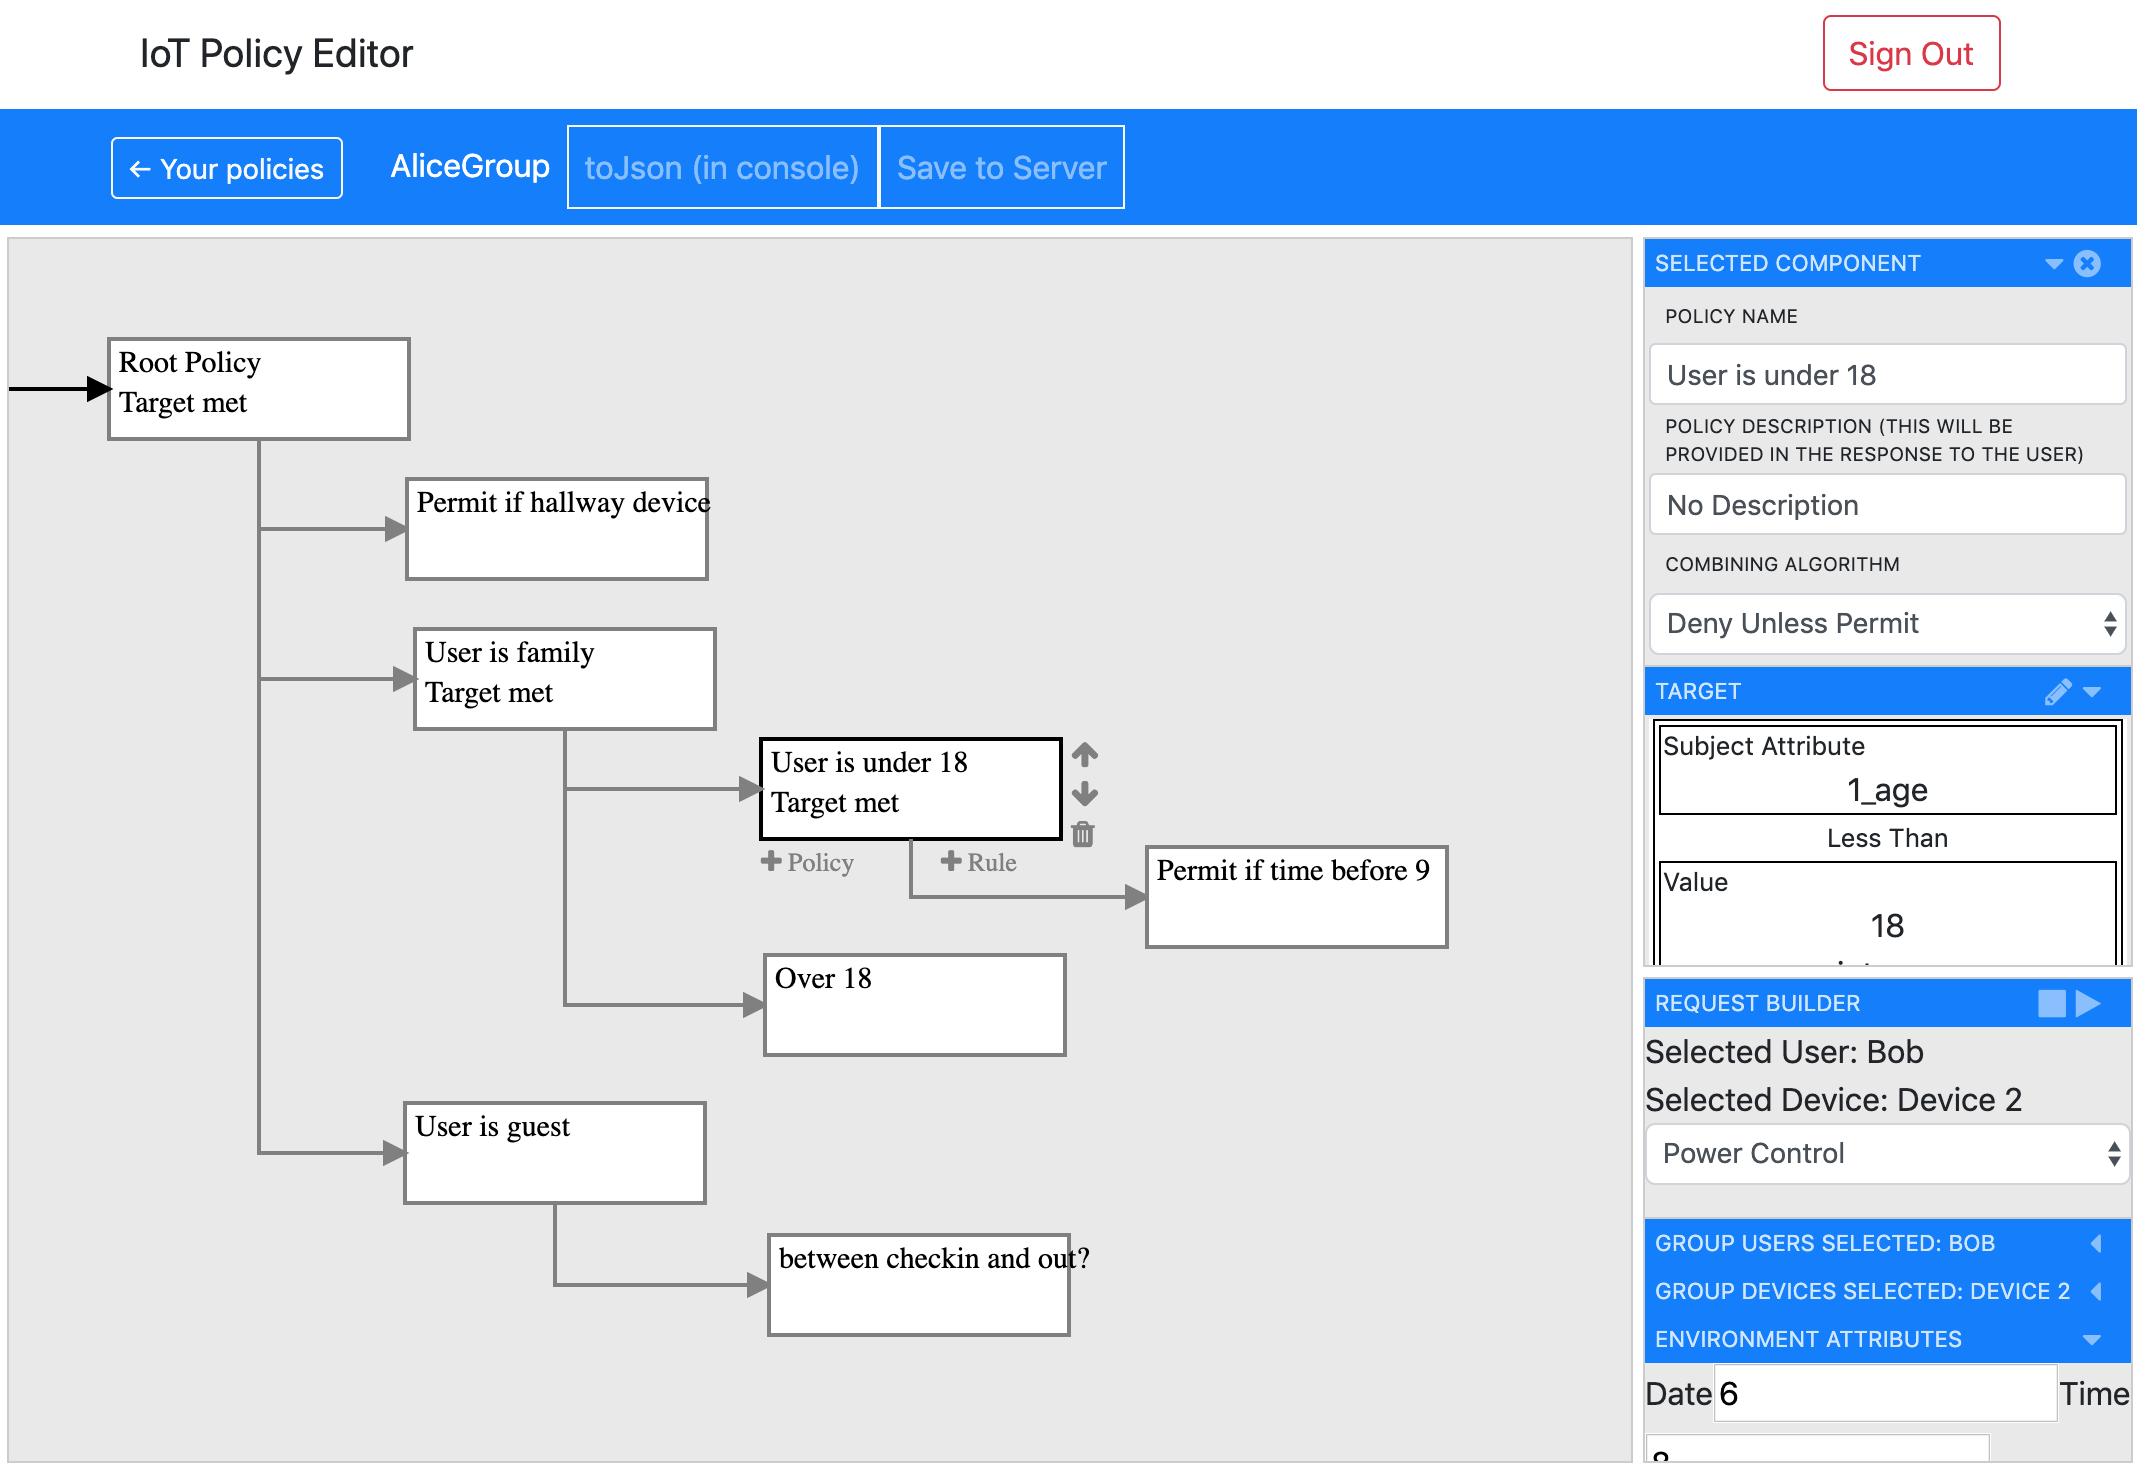 IoT Policy Editor
Sign Out
← Your policies
AliceGroup
toJson (in console)
Save to Server
Root Policy
Target met
Permit if hallway device
User is family
Target met
User is under 18
Target met
Policy
Rule
Permit if time before 9
Over 18
User is guest
between checkin and out?
SELECTED COMPONENT
POLICY NAME
User is under 18
POLICY DESCRIPTION (THIS WILL BE
PROVIDED IN THE RESPONSE TO THE USER)
No Description
COMBINING ALGORITHM
Deny Unless Permit
TARGET
Subject Attribute
1_age
Less Than
Value
18
REQUEST BUILDER
Selected User: Bob
Selected Device: Device 2
Power Control
GROUP USERS SELECTED: BOB
GROUP DEVICES SELECTED: DEVICE 2
ENVIRONMENT ATTRIBUTES
Date 6 Time